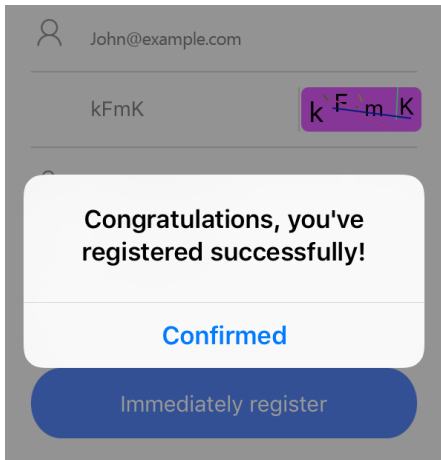 John@example.com
kFmK
kFmK
Congratulations, you've
registered successfully!
Confirmed
Immediately register